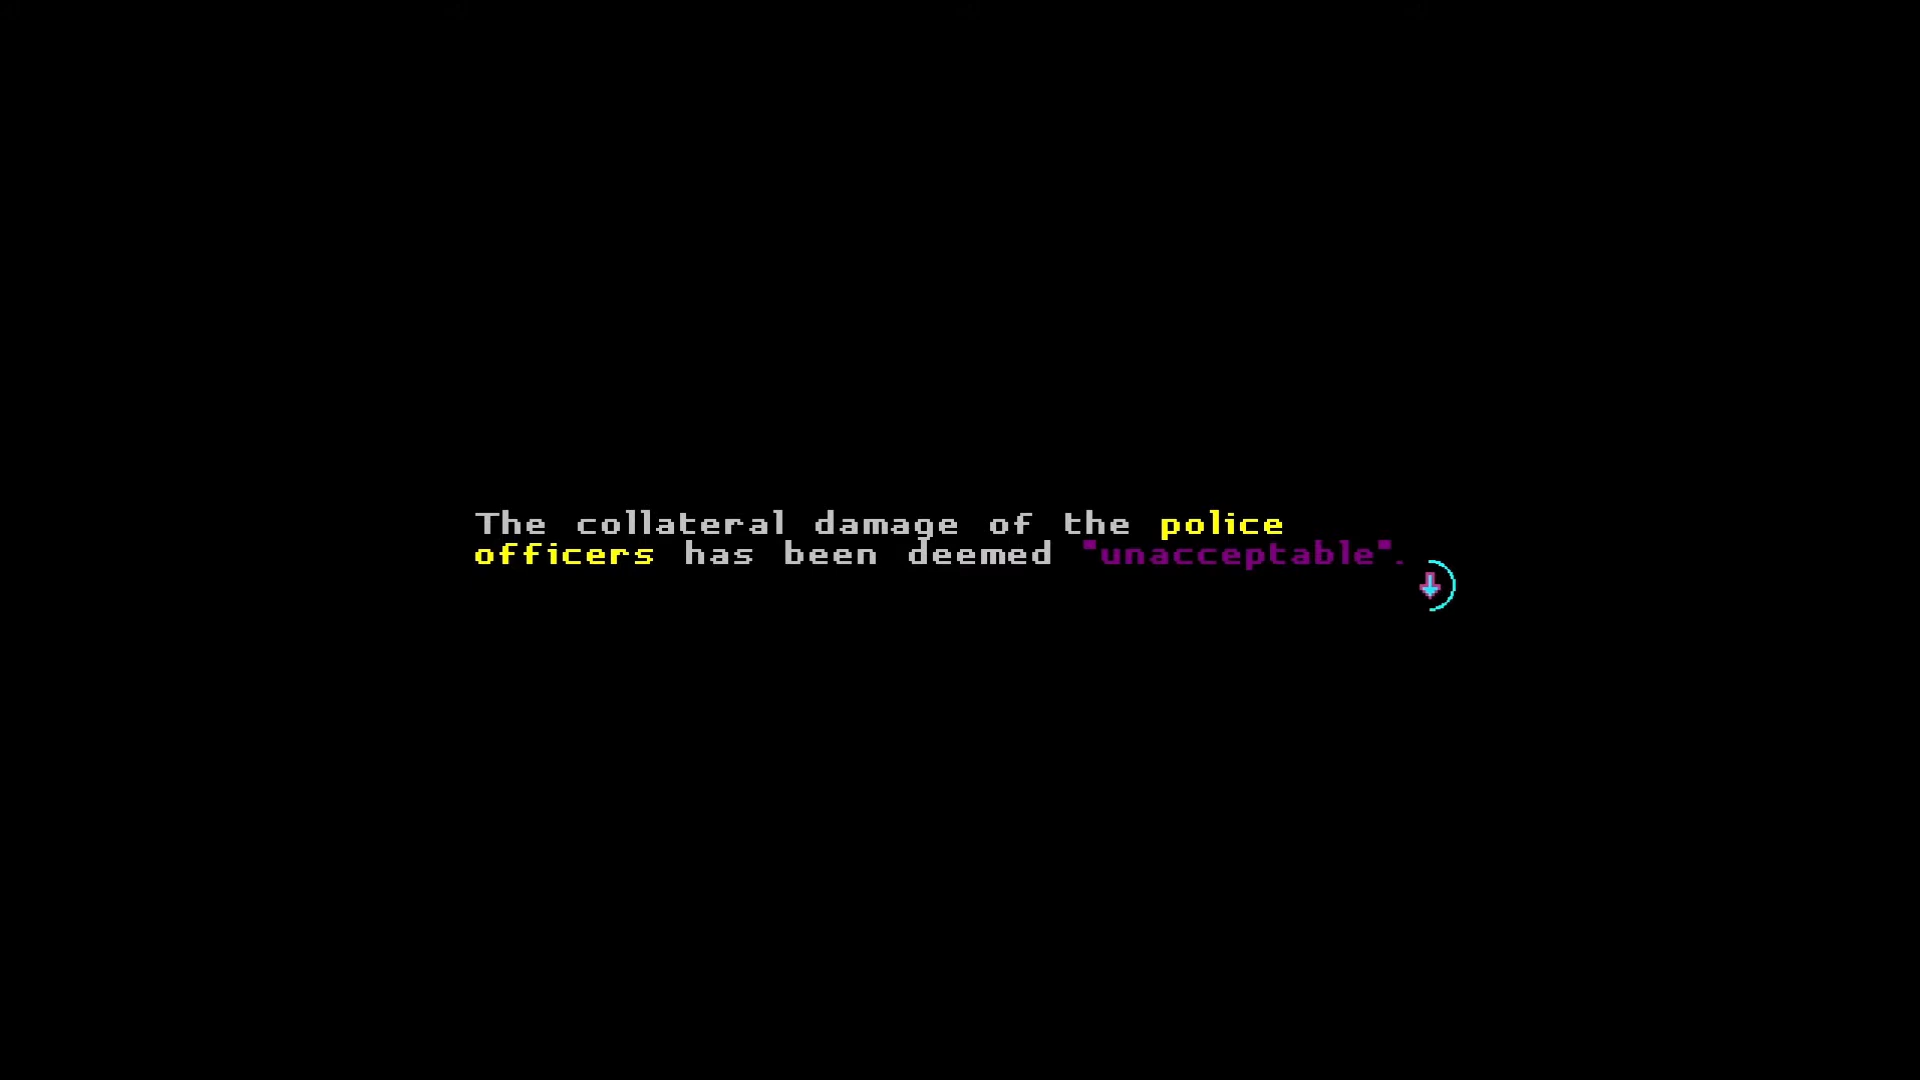 The collateral damage of the police
officers has been deemed "unacceptable".